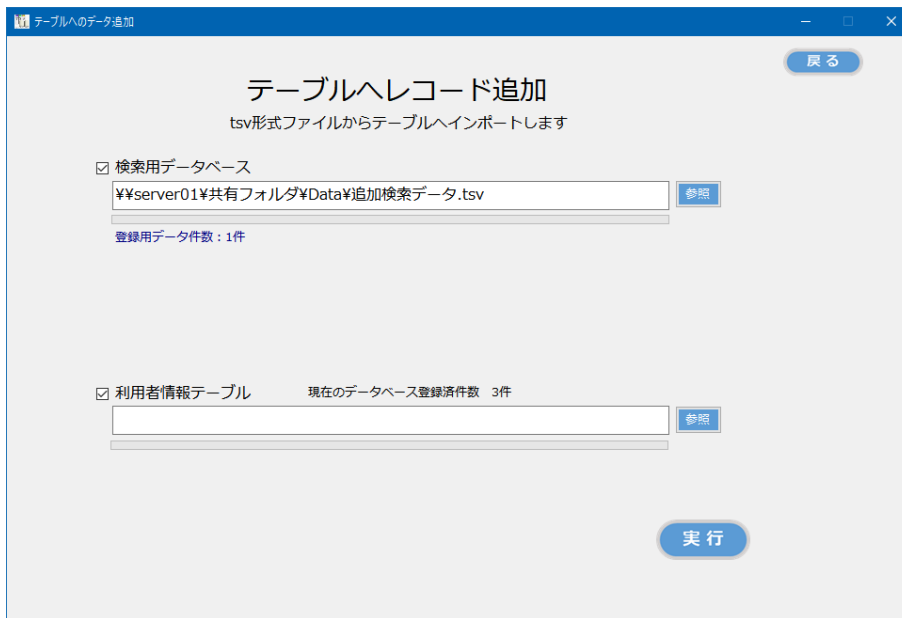 テーブルへのデータ追加
戻る
テーブルへレコード追加
tsv形式ファイルからテーブルへインポートします
検索用データベース
¥¥server01¥共有フォルダ¥Data¥追加検索データ.tsv
参照
登録用データ件数：1件
利用者情報テーブル 現在のデータベース登録済件数 3件
参照
実行